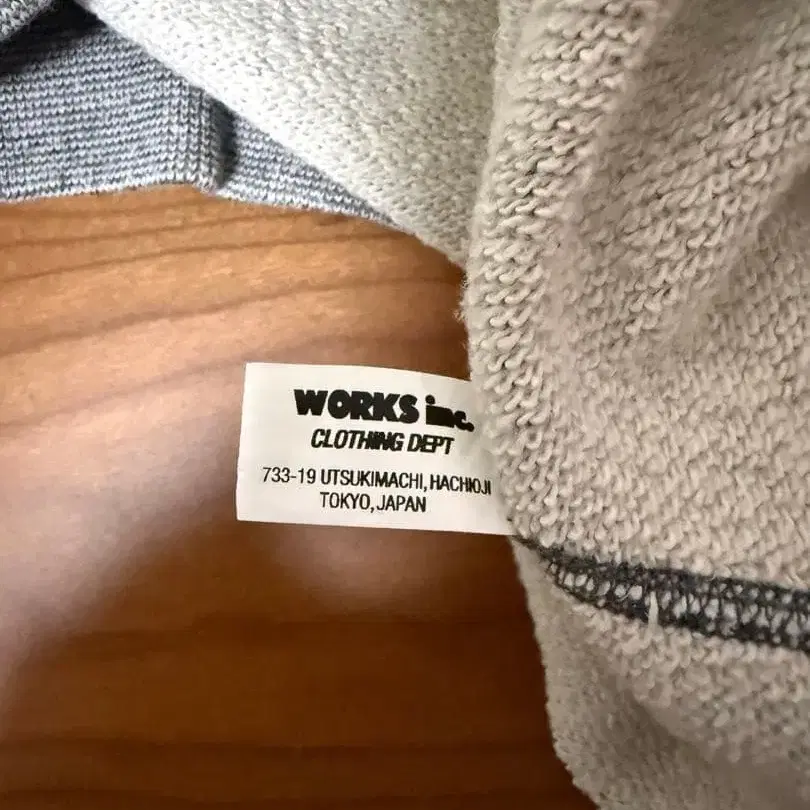 WORKS inc.
CLOTHING DEPT
733-19 UTSUKIMACHI, HACHIOJI
TOKYO, JAPAN